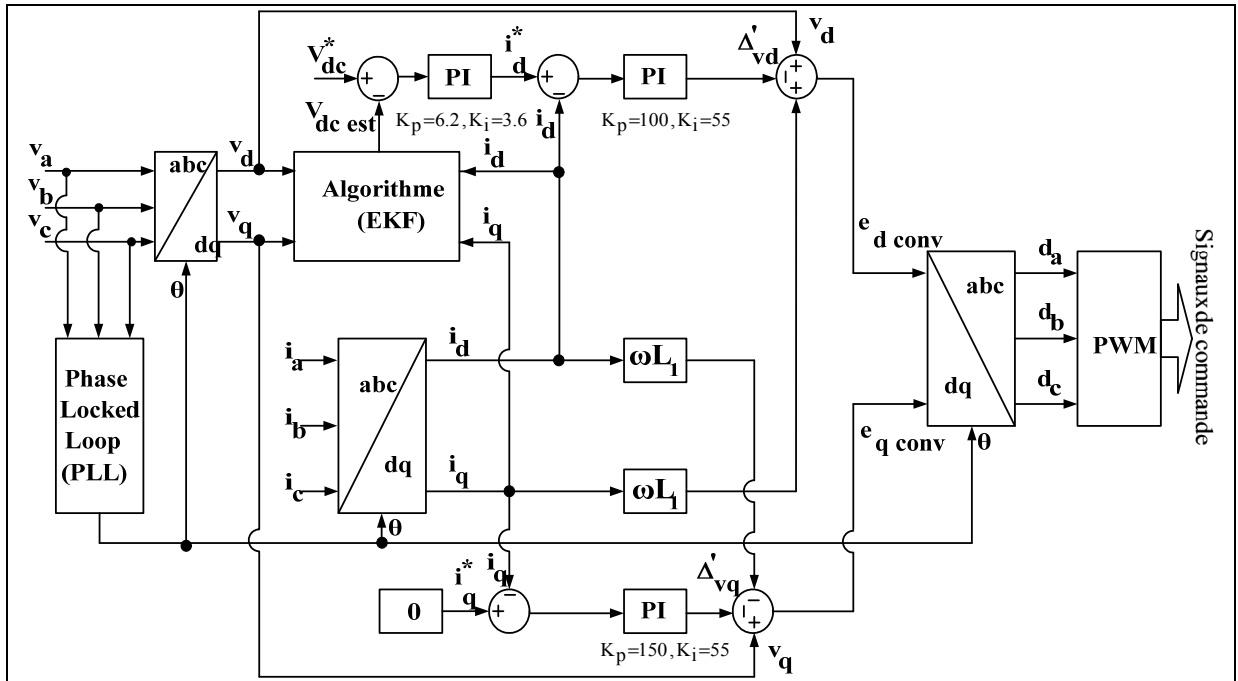 V*dc
+
−
Vdc est
PI
Kp=6.2,Ki=3.6
i*d
+
−
id
PI
Kp=100,Ki=55
Δ'vd
vd
−
+
+
va
vb
vc
abc
dq
θ
vd
vq
Algorithme
(EKF)
id
iq
Phase
Locked
Loop
(PLL)
ia
ib
ic
abc
dq
θ
id
iq
ωL1
ωL1
ed conv
eq conv
abc
dq
θ
da
db
dc
PWM
Signaux de commande
0
i*q
iq
+
−
PI
Kp=150,Ki=55
Δ'vq
−
−
+
vq